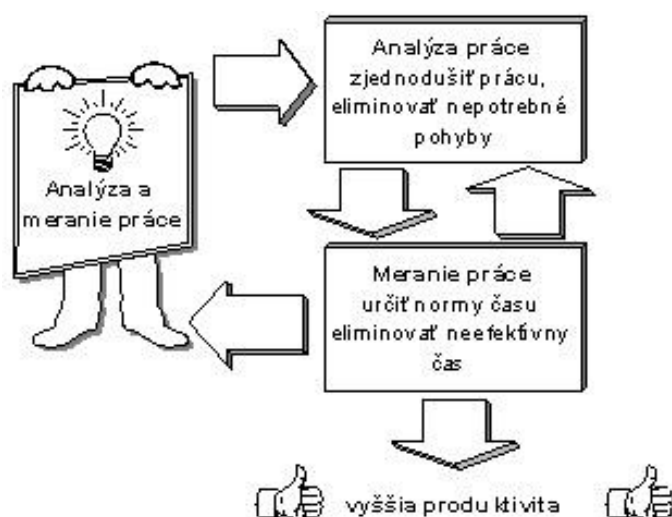 Analýza a
meranie práce
Analýza práce
zjednodušiť prácu,
eliminovať nepotrebné
pohyby
Meranie práce
určiť normy času
eliminovať neefektívny
čas
vyššia produktivita